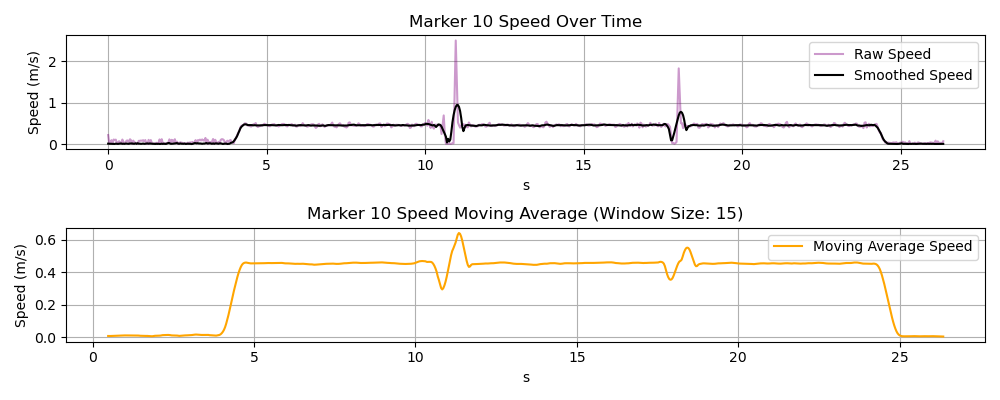 Marker 10 Speed Over Time
Speed (m/s)
2
1
0
Raw Speed
Smoothed Speed
0 5 10 15 20 25
s
Marker 10 Speed Moving Average (Window Size: 15)
Speed (m/s)
0.6
0.4
0.2
0.0
Moving Average Speed
0 5 10 15 20 25
s